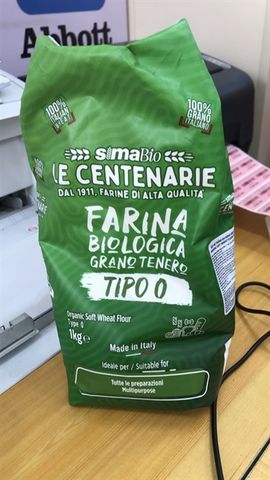 Abbott
100%
ITALIAN
WHEAT
100%
GRANO
ITALIANO
simaBio
LE CENTENARIE
DAL 1911, FARINE DI ALTA QUALITÀ
FARINA
BIOLOGICA
GRANO TENERO
TIPO 0
Organic Soft Wheat Flour
Type 0
1kg e
Made in Italy
Ideale per / Suitable for
Tutte le preparazioni
Multipurpose